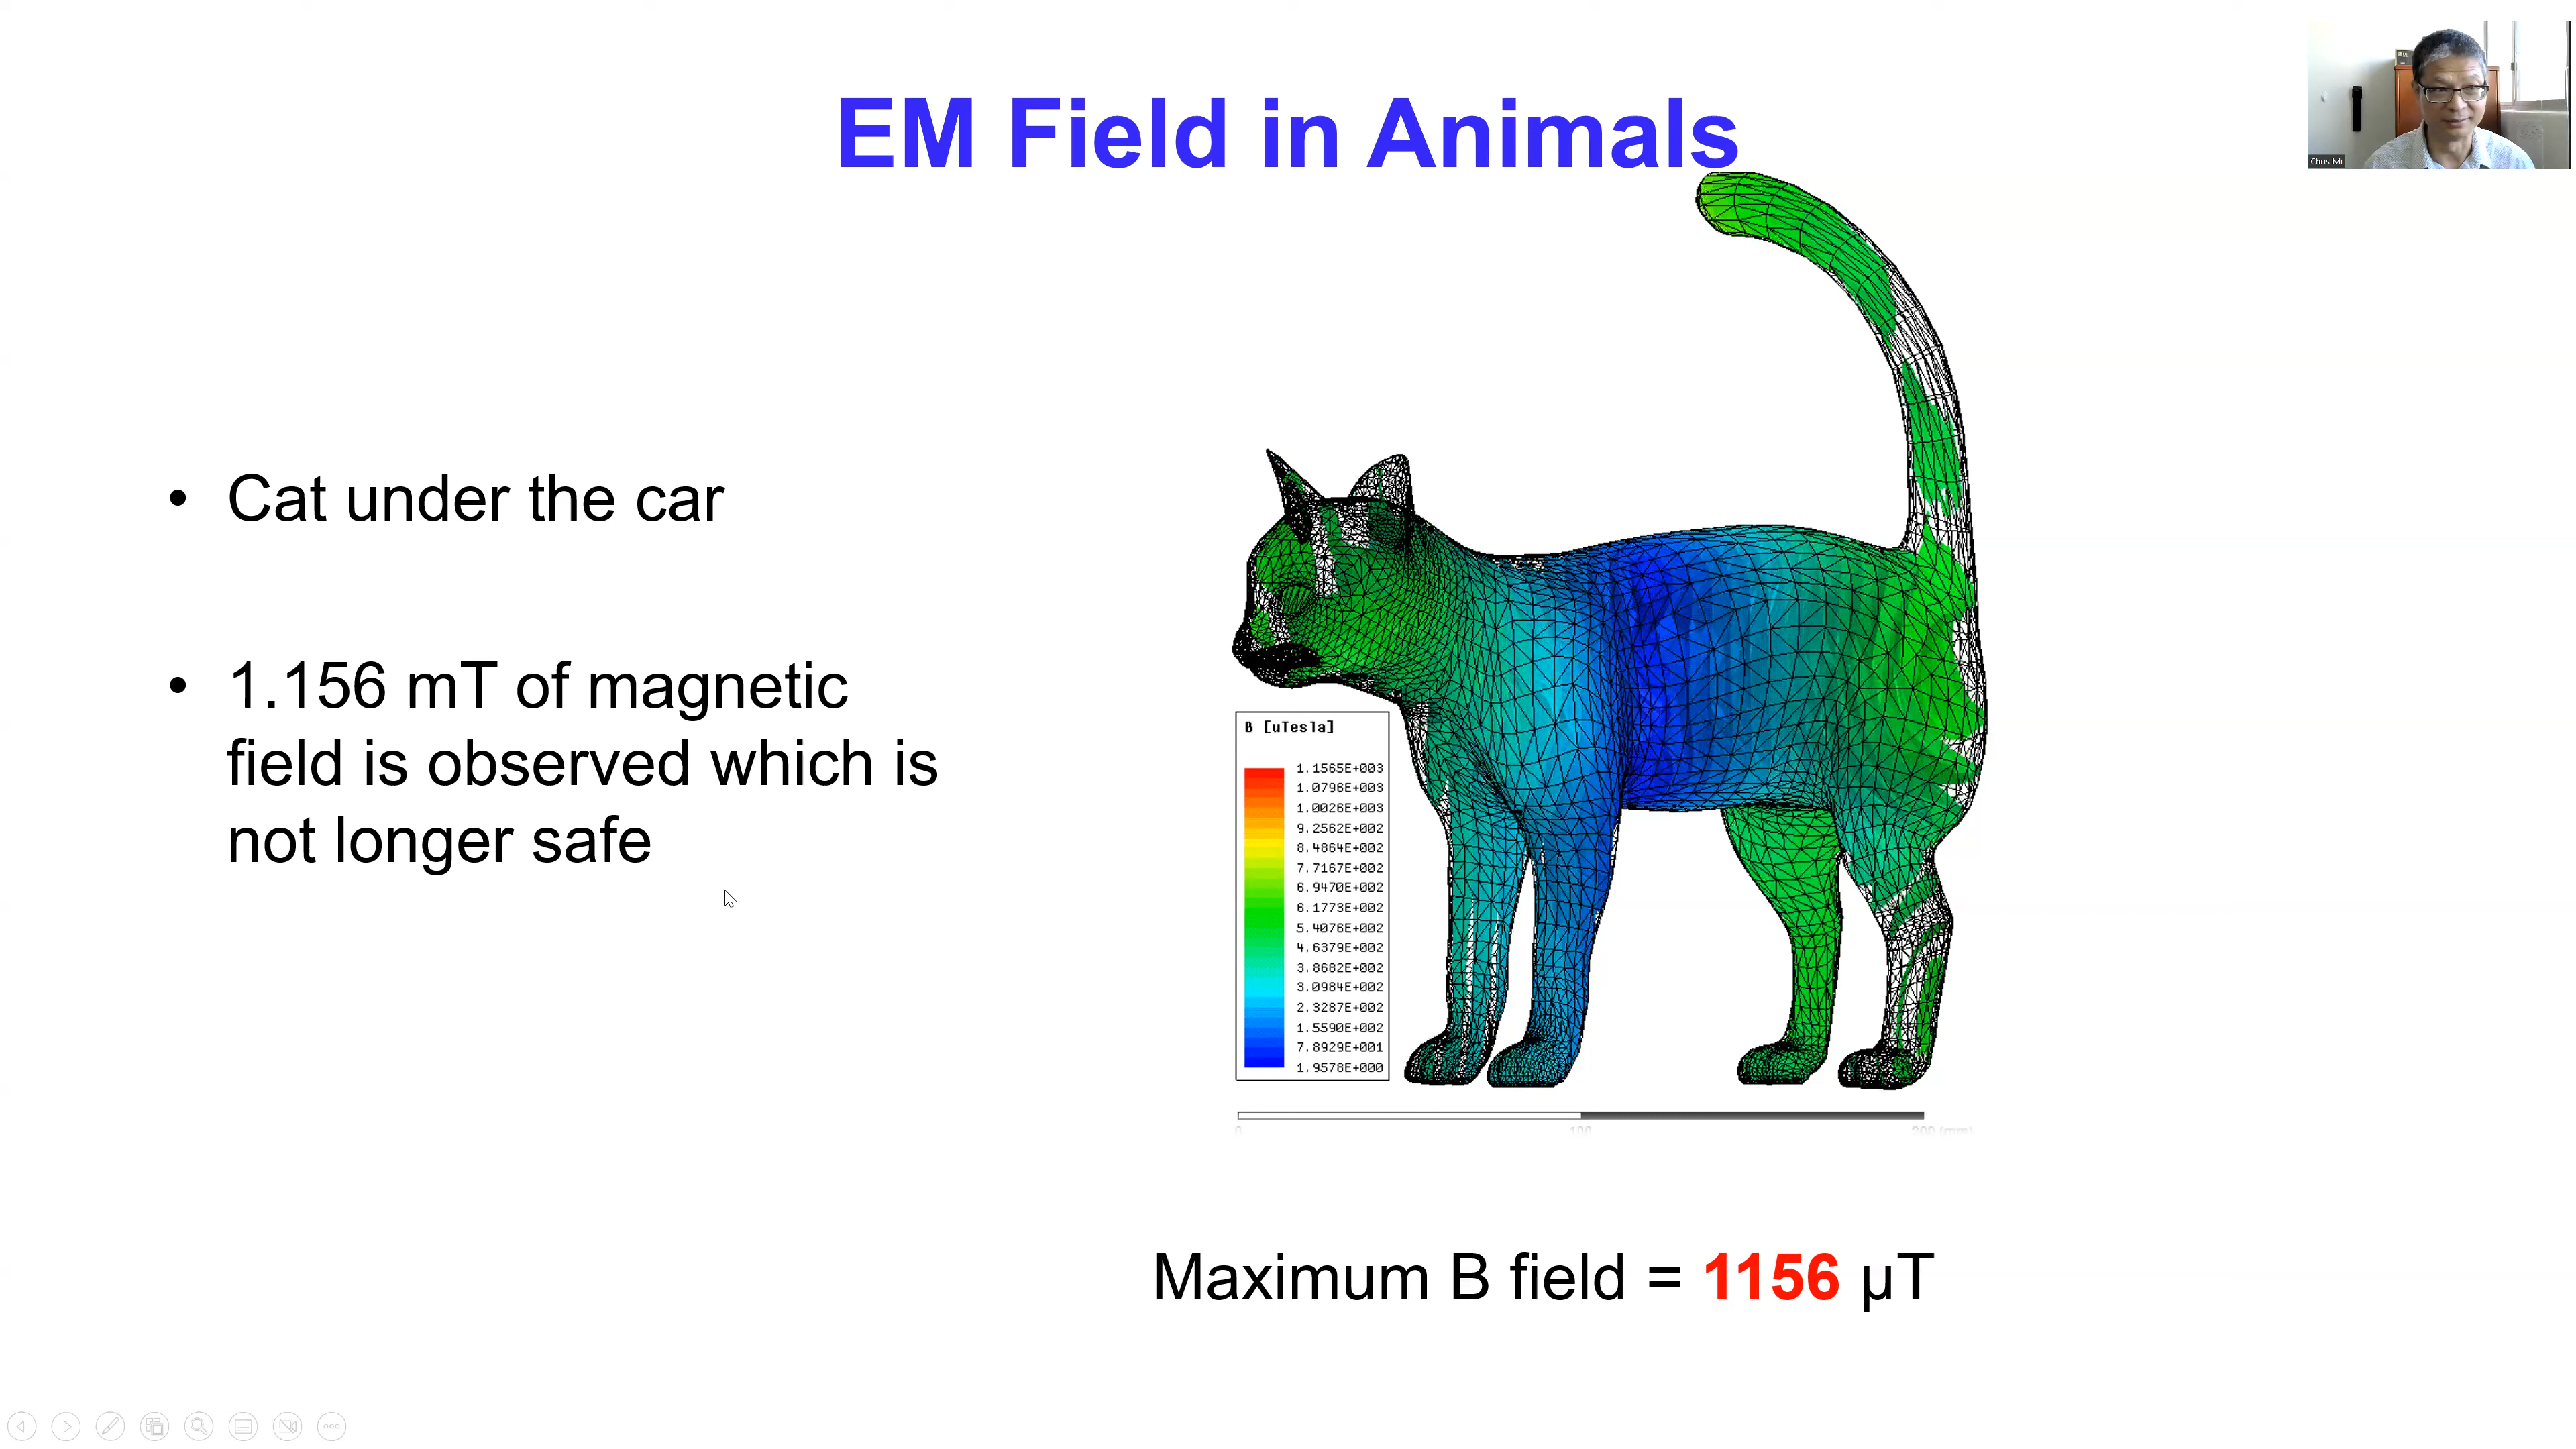 EM Field in Animals
Chris Mi
• Cat under the car
• 1.156 mT of magnetic
field is observed which is
not longer safe
B [uTesla]
1.1565E+003
1.0796E+003
1.0026E+003
9.2562E+002
8.4864E+002
7.7167E+002
6.9470E+002
6.1773E+002
5.4076E+002
4.6379E+002
3.8682E+002
3.0984E+002
2.3287E+002
1.5590E+002
7.8929E+001
1.9578E+000
0 100 200 (mm)
Maximum B field = 1156 µT